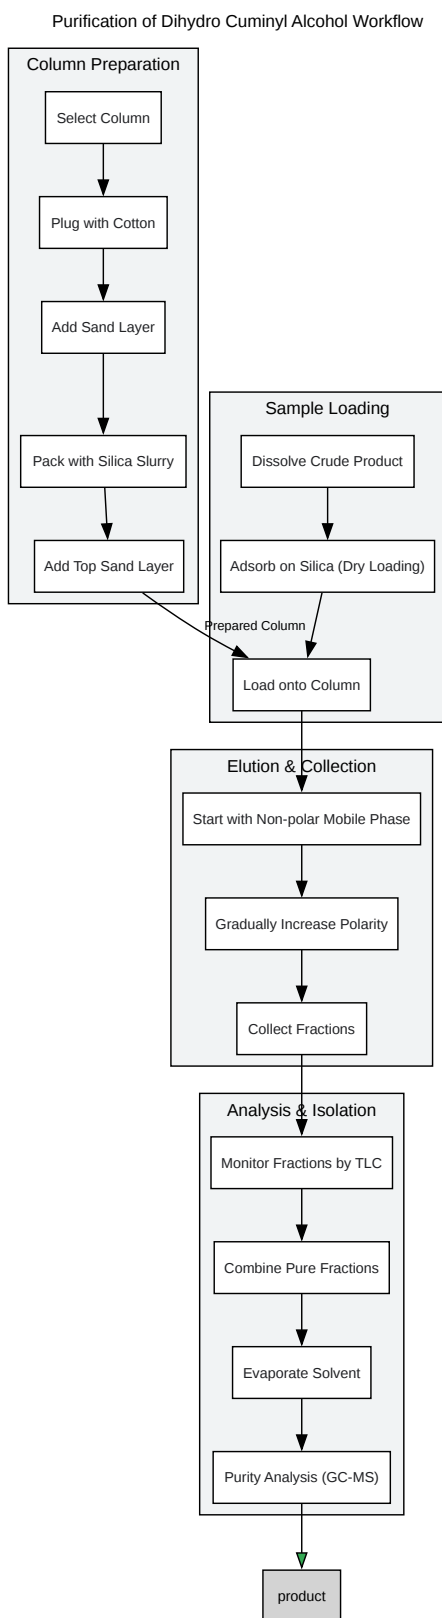 Purification of Dihydro Cuminyl Alcohol Workflow
Column Preparation
Select Column
Plug with Cotton
Add Sand Layer
Pack with Silica Slurry
Add Top Sand Layer
Sample Loading
Dissolve Crude Product
Adsorb on Silica (Dry Loading)
Prepared Column
Load onto Column
Elution & Collection
Start with Non-polar Mobile Phase
Gradually Increase Polarity
Collect Fractions
Analysis & Isolation
Monitor Fractions by TLC
Combine Pure Fractions
Evaporate Solvent
Purity Analysis (GC-MS)
product